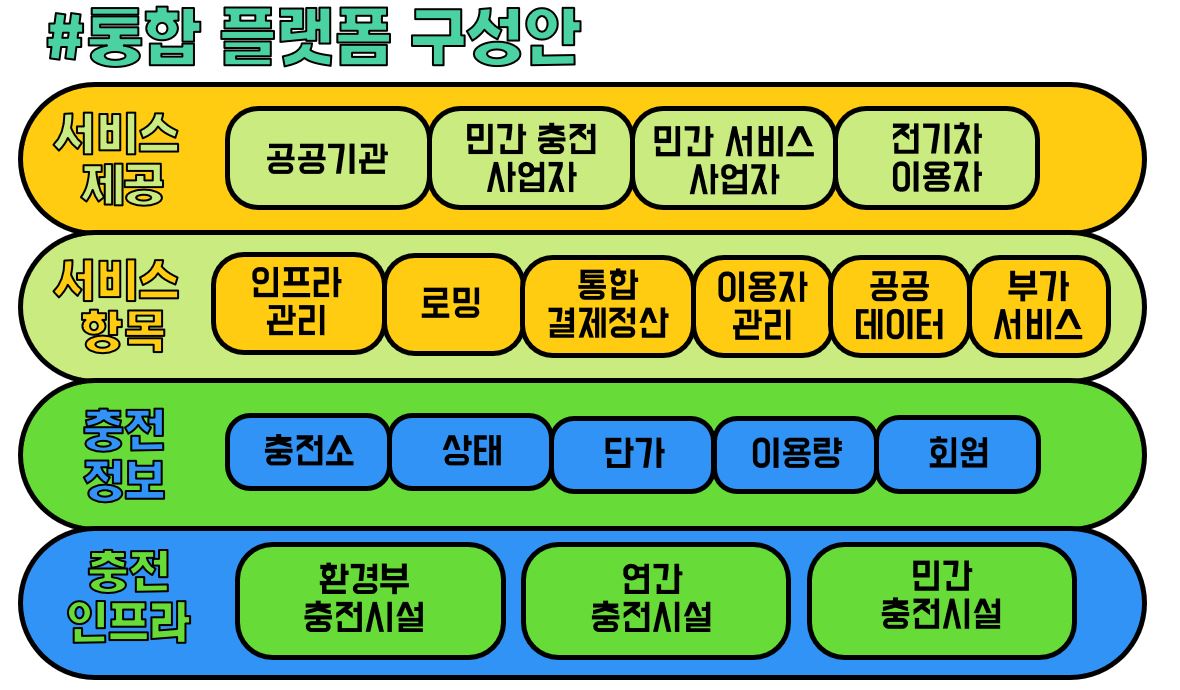 #통합 플랫폼 구성안
서비스
제공
공공기관
민간 충전
사업자
민간 서비스
사업자
전기차
이용자
서비스
항목
인프라
관리
로밍
통합
결제정산
이용자
관리
공공
데이터
부가
서비스
충전
정보
충전소
상태
단가
이용량
회원
충전
인프라
환경부
충전시설
연간
충전시설
민간
충전시설